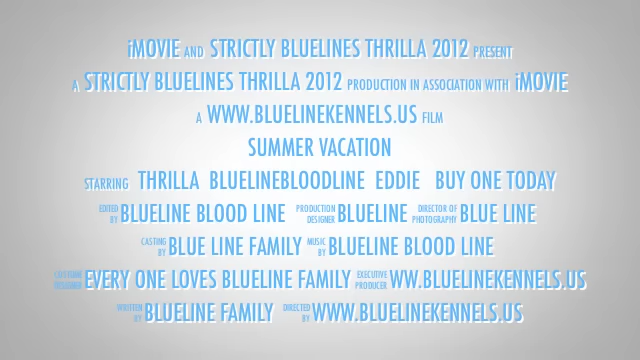 iMOVIE AND STRICTLY BLUELINES THRILLA 2012 PRESENT
A STRICTLY BLUELINES THRILLA 2012 PRODUCTION IN ASSOCIATION WITH iMOVIE
A WWW.BLUELINEKENNELS.US FILM
SUMMER VACATION
STARRING THRILLA BLUELINEBLOODLINE EDDIE BUY ONE TODAY
EDITED BY BLUELINE BLOOD LINE PRODUCTION DESIGNER BLUELINE DIRECTOR OF PHOTOGRAPHY BLUE LINE
CASTING BY BLUE LINE FAMILY MUSIC BY BLUELINE BLOOD LINE
COSTUME DESIGNER EVERY ONE LOVES BLUELINE FAMILY EXECUTIVE PRODUCER WW.BLUELINEKENNELS.US
WRITTEN BY BLUELINE FAMILY DIRECTED BY WWW.BLUELINEKENNELS.US